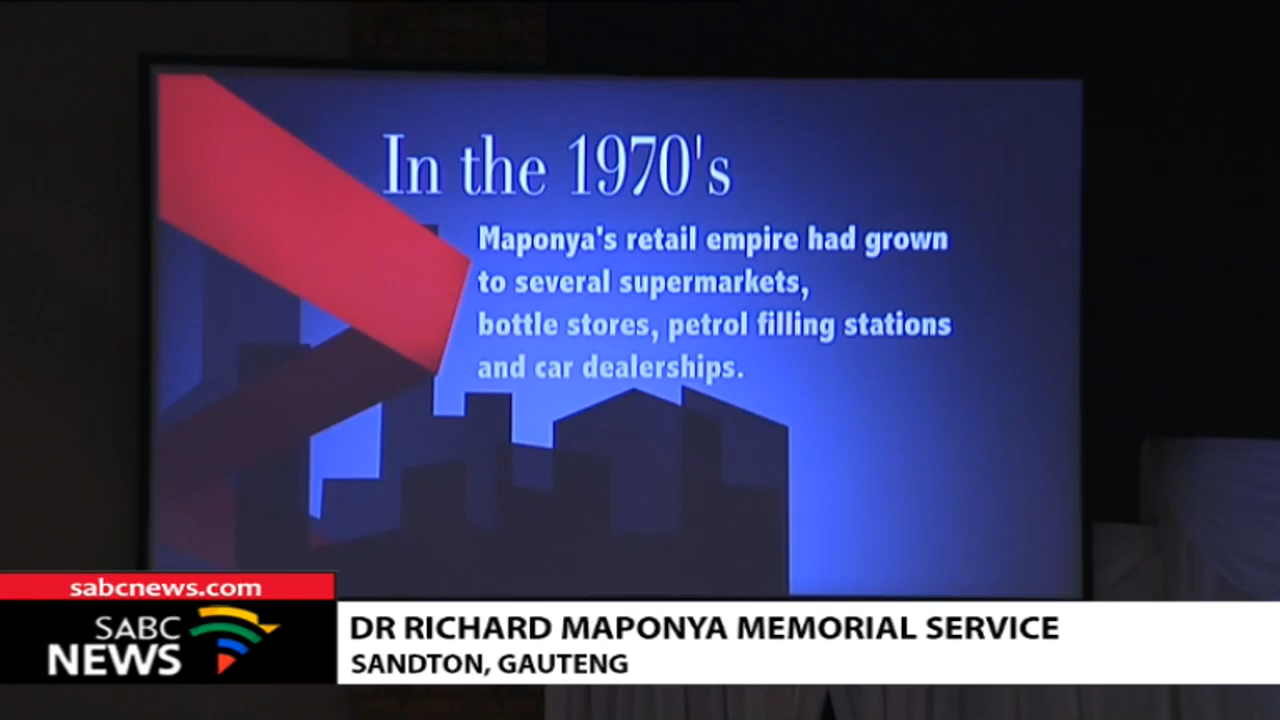 In the 1970's
Maponya's retail empire had grown
to several supermarkets,
bottle stores, petrol filling stations
and car dealerships.
sabcnews.com
SABC
NEWS
DR RICHARD MAPONYA MEMORIAL SERVICE
SANDTON, GAUTENG